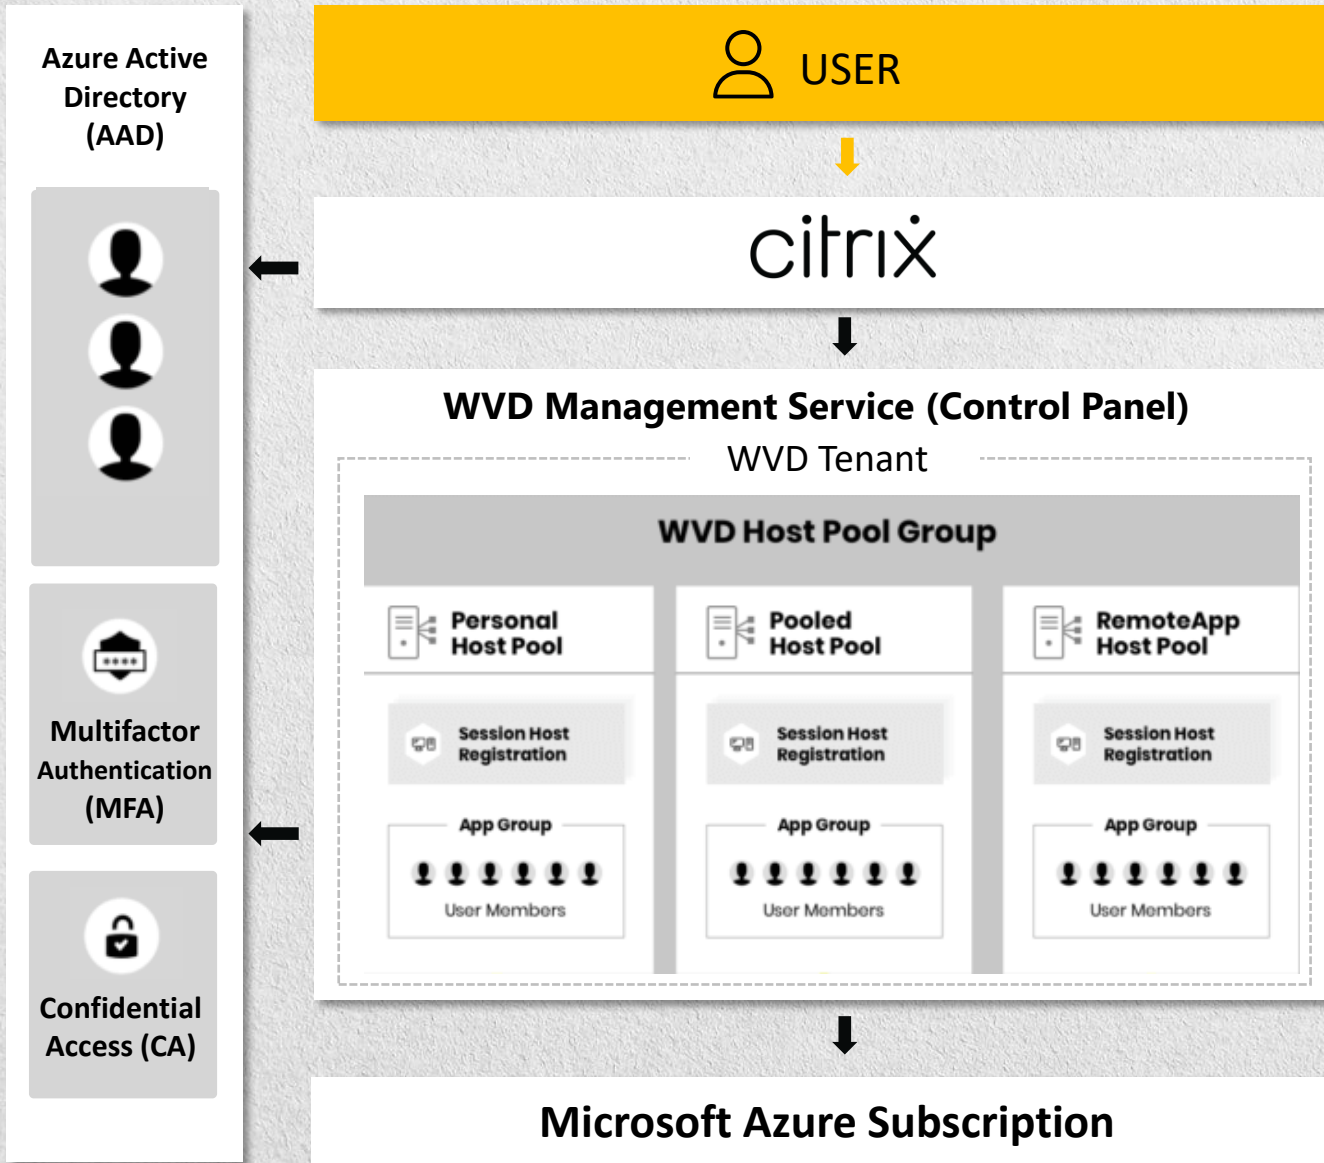 Azure Active
Directory
(AAD)
****
Multifactor
Authentication
(MFA)
Confidential
Access (CA)
USER
citrix
WVD Management Service (Control Panel)
WVD Tenant
WVD Host Pool Group
Personal
Host Pool
Session Host
Registration
App Group
User Members
Pooled
Host Pool
Session Host
Registration
App Group
User Members
RemoteApp
Host Pool
Session Host
Registration
App Group
User Members
Microsoft Azure Subscription